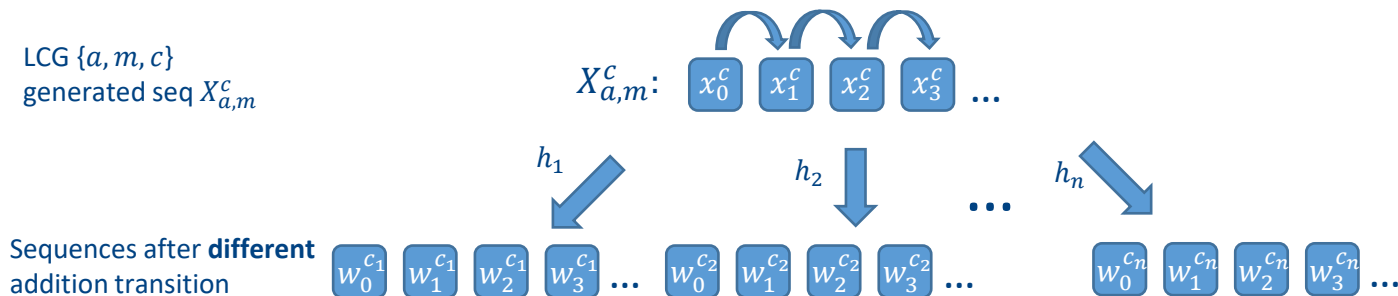 LCG {a, m, c}
generated seq X^c_{a,m}
X^c_{a,m}: x^c_0 x^c_1 x^c_2 x^c_3 ...
h_1 h_2 ... h_n
Sequences after different
addition transition
w^{c_1}_0 w^{c_1}_1 w^{c_1}_2 w^{c_1}_3 ... w^{c_2}_0 w^{c_2}_1 w^{c_2}_2 w^{c_2}_3 ... w^{c_n}_0 w^{c_n}_1 w^{c_n}_2 w^{c_n}_3 ...